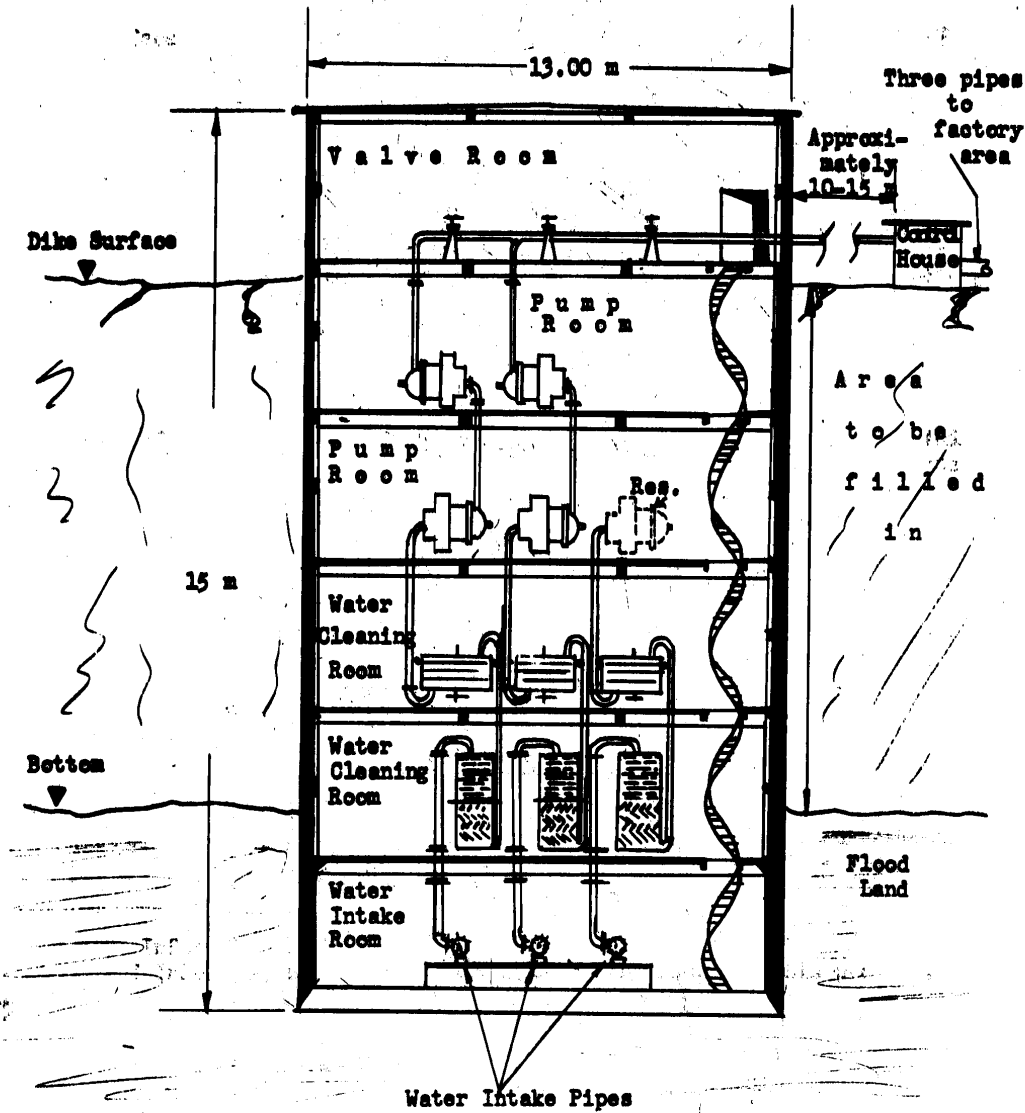 13.00 m
Three pipes
to
factory
area
Approxi-
mately
10-15 m
Valve Room
Dike Surface
Control
House
Pump
Room
Area
to be
filled
in
Pump
Room
Res.
15 m
Water
Cleaning
Room
Water
Cleaning
Room
Bottom
Flood
Land
Water
Intake
Room
Water Intake Pipes